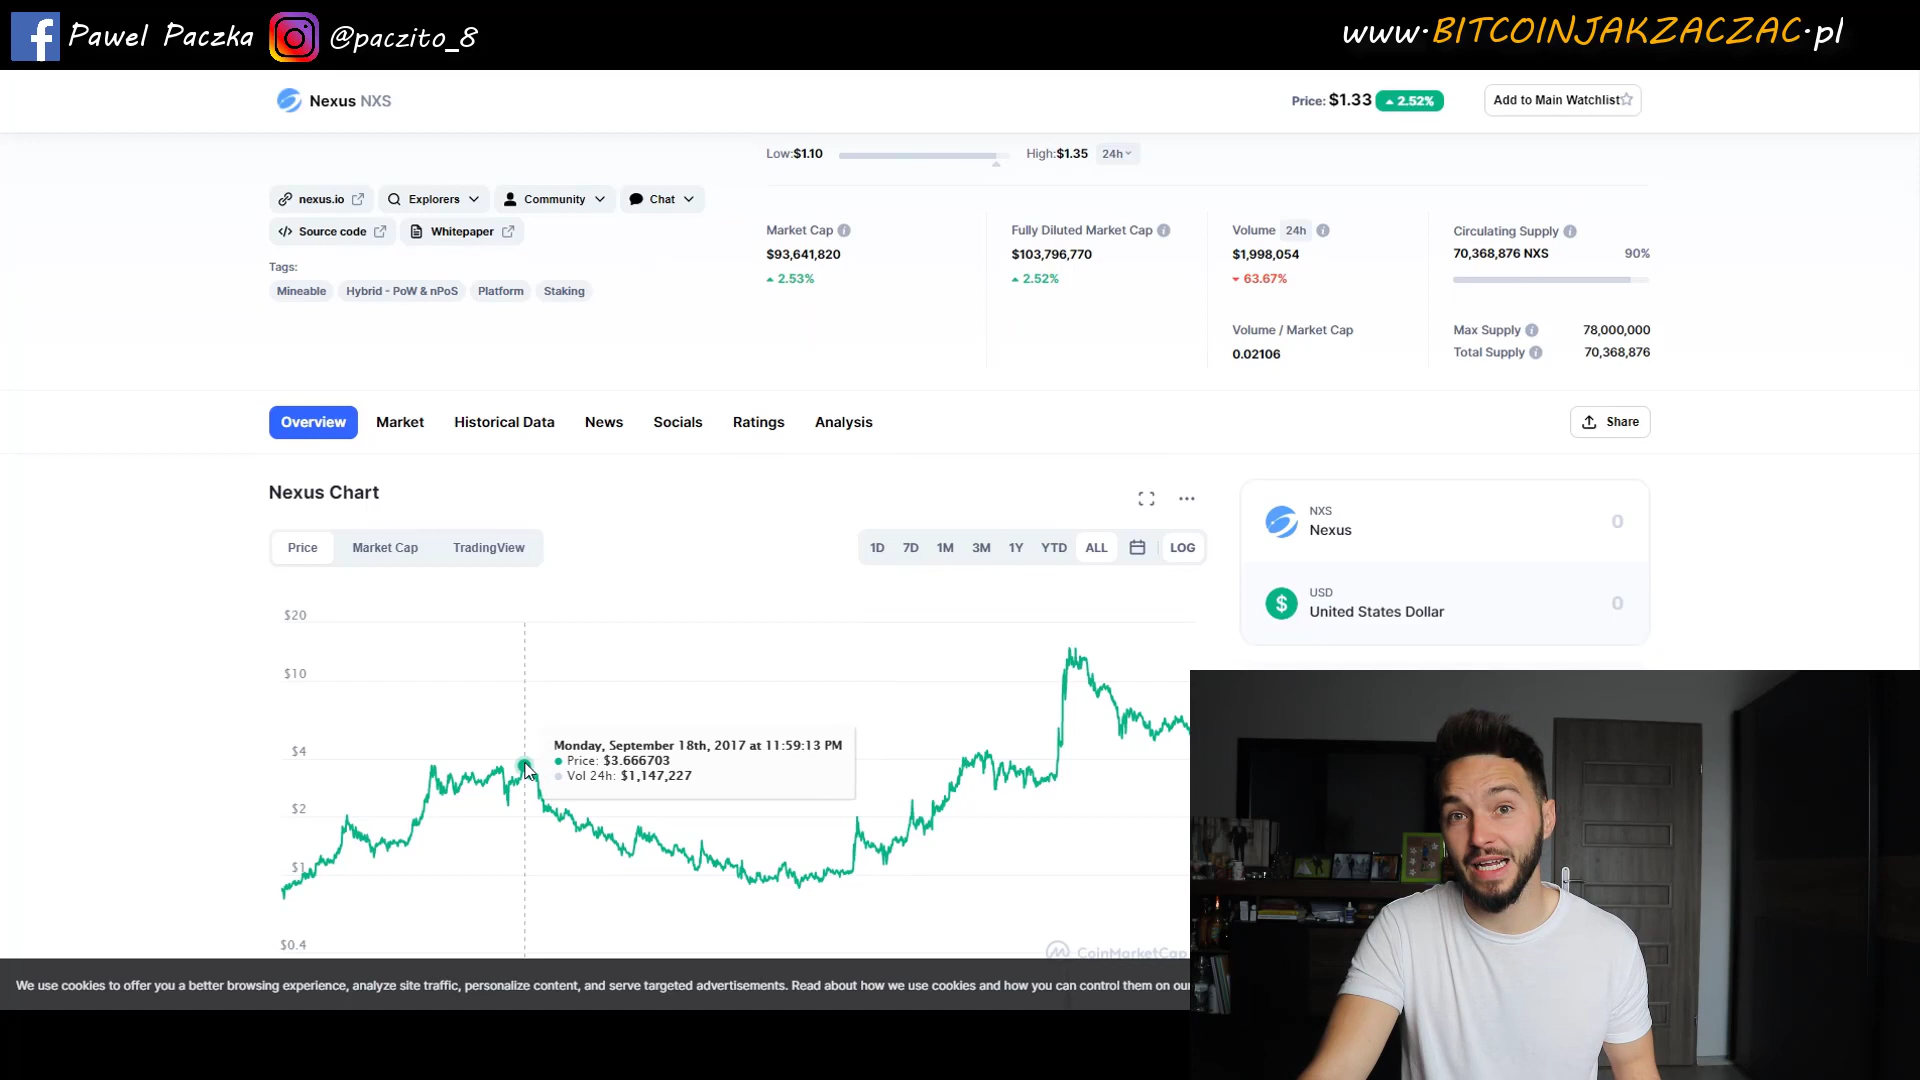 Pawel Paczka @paczito_8
www.BITCOINJAKZACZAC.pl
Nexus NXS
Price: $1.33 2.52%
Add to Main Watchlist
Low:$1.10 High:$1.35 24h
nexus.io Explorers Community Chat
Source code Whitepaper
Tags:
Mineable Hybrid - PoW & nPoS Platform Staking
Market Cap
$93,641,820
2.53%
Fully Diluted Market Cap
$103,796,770
2.52%
Volume 24h
$1,998,054
63.67%
Volume / Market Cap
0.02106
Circulating Supply
70,368,876 NXS 90%
Max Supply 78,000,000
Total Supply 70,368,876
Overview Market Historical Data News Socials Ratings Analysis
Share
Nexus Chart
Price Market Cap TradingView
1D 7D 1M 3M 1Y YTD ALL LOG
NXS
Nexus 0
USD
United States Dollar 0
$20
$10
$4
$2
$1
$0.4
Monday, September 18th, 2017 at 11:59:13 PM
Price: $3.666703
Vol 24h: $1,147,227
CoinMarketCap
We use cookies to offer you a better browsing experience, analyze site traffic, personalize content, and serve targeted advertisements. Read about how we use cookies and how you can control them on